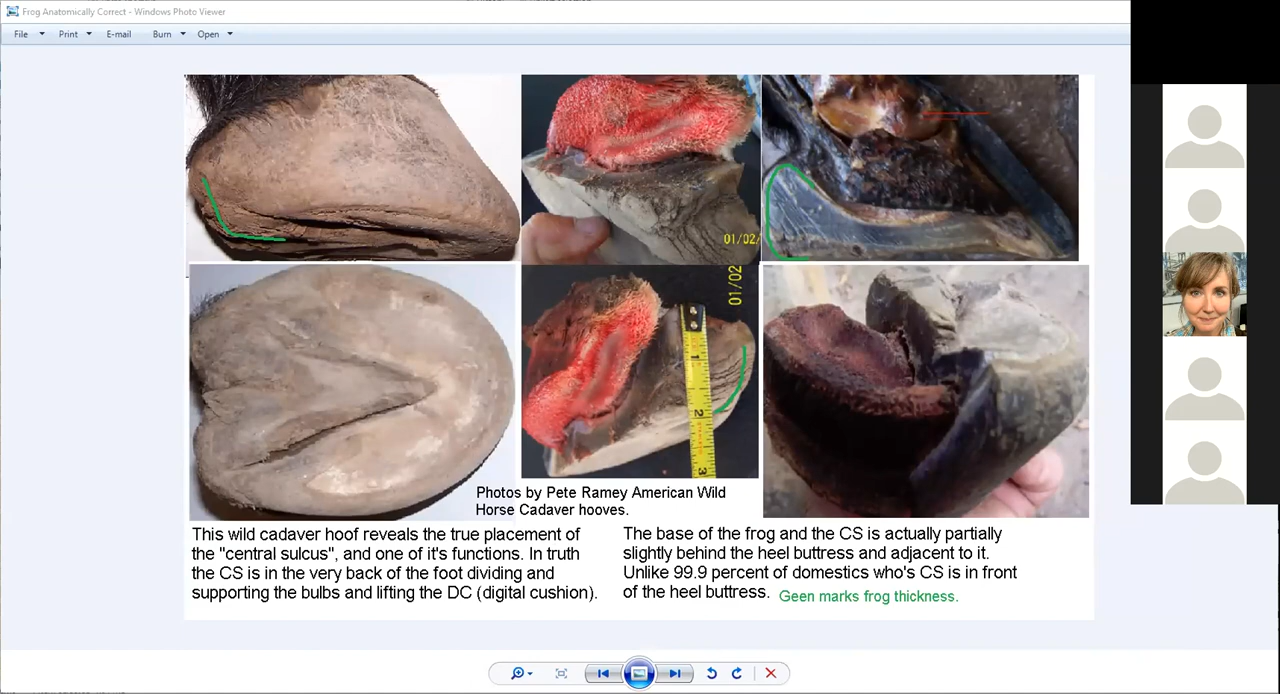 Frog Anatomically Correct - Windows Photo Viewer
File Print E-mail Burn Open
01/02/
01/02
1
2
3
Photos by Pete Ramey American Wild
Horse Cadaver hooves.
This wild cadaver hoof reveals the true placement of
the "central sulcus", and one of it's functions. In truth
the CS is in the very back of the foot dividing and
supporting the bulbs and lifting the DC (digital cushion).
The base of the frog and the CS is actually partially
slightly behind the heel buttress and adjacent to it.
Unlike 99.9 percent of domestics who's CS is in front
of the heel buttress.
Geen marks frog thickness.